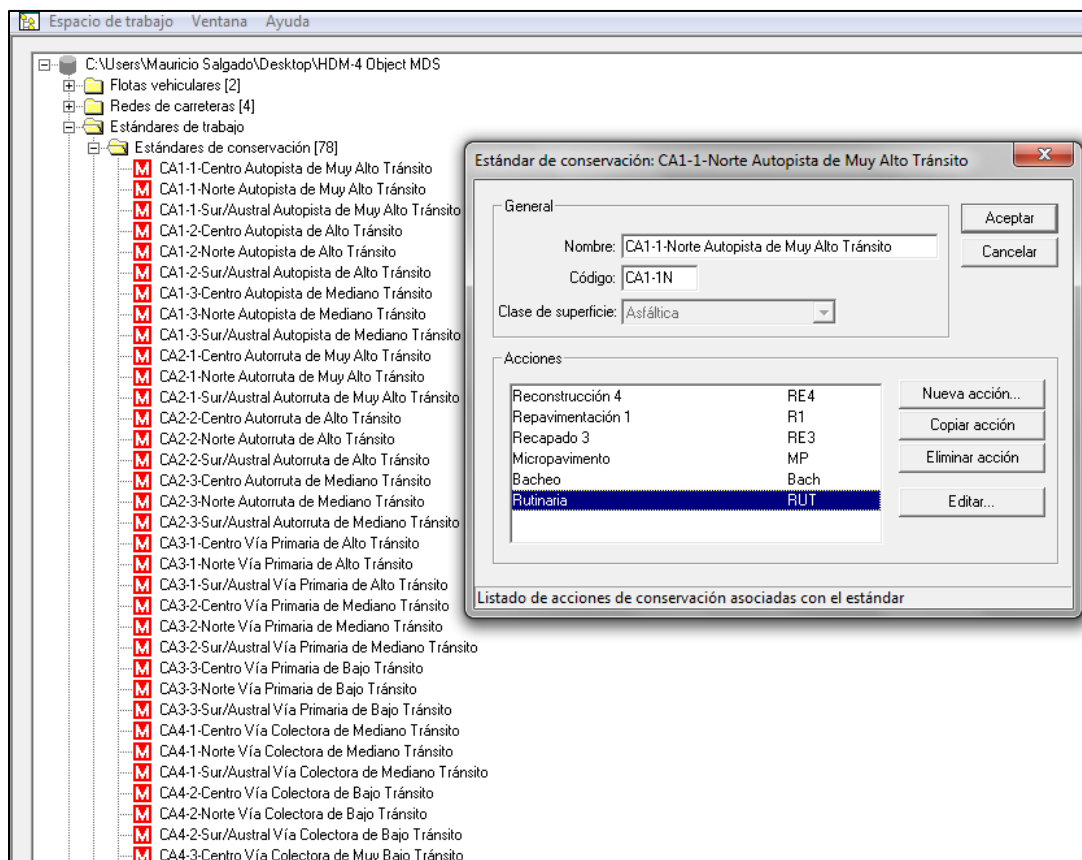 Espacio de trabajo Ventana Ayuda
C:\Users\Mauricio Salgado\Desktop\HDM-4 Object MDS
Flotas vehiculares [2]
Redes de carreteras [4]
Estándares de trabajo
Estándares de conservación [78]
CA1-1-Centro Autopista de Muy Alto Tránsito
CA1-1-Norte Autopista de Muy Alto Tránsito
CA1-1-Sur/Austral Autopista de Muy Alto Tránsito
CA1-2-Centro Autopista de Alto Tránsito
CA1-2-Norte Autopista de Alto Tránsito
CA1-2-Sur/Austral Autopista de Alto Tránsito
CA1-3-Centro Autopista de Mediano Tránsito
CA1-3-Norte Autopista de Mediano Tránsito
CA1-3-Sur/Austral Autopista de Mediano Tránsito
CA2-1-Centro Autorruta de Muy Alto Tránsito
CA2-1-Norte Autorruta de Muy Alto Tránsito
CA2-1-Sur/Austral Autorruta de Muy Alto Tránsito
CA2-2-Centro Autorruta de Alto Tránsito
CA2-2-Norte Autorruta de Alto Tránsito
CA2-2-Sur/Austral Autorruta de Alto Tránsito
CA2-3-Centro Autorruta de Mediano Tránsito
CA2-3-Norte Autorruta de Mediano Tránsito
CA2-3-Sur/Austral Autorruta de Mediano Tránsito
CA3-1-Centro Vía Primaria de Alto Tránsito
CA3-1-Norte Vía Primaria de Alto Tránsito
CA3-1-Sur/Austral Vía Primaria de Alto Tránsito
CA3-2-Centro Vía Primaria de Mediano Tránsito
CA3-2-Norte Vía Primaria de Mediano Tránsito
CA3-2-Sur/Austral Vía Primaria de Mediano Tránsito
CA3-3-Centro Vía Primaria de Bajo Tránsito
CA3-3-Norte Vía Primaria de Bajo Tránsito
CA3-3-Sur/Austral Vía Primaria de Bajo Tránsito
CA4-1-Centro Vía Colectora de Mediano Tránsito
CA4-1-Norte Vía Colectora de Mediano Tránsito
CA4-1-Sur/Austral Vía Colectora de Mediano Tránsito
CA4-2-Centro Vía Colectora de Bajo Tránsito
CA4-2-Norte Vía Colectora de Bajo Tránsito
CA4-2-Sur/Austral Vía Colectora de Bajo Tránsito
CA4-3-Centro Vía Colectora de Muy Bajo Tránsito
Estándar de conservación: CA1-1-Norte Autopista de Muy Alto Tránsito
General
Nombre: CA1-1-Norte Autopista de Muy Alto Tránsito
Código: CA1-1N
Clase de superficie: Asfáltica
Aceptar
Cancelar
Acciones
Reconstrucción 4 RE4
Repavimentación 1 R1
Recapado 3 RE3
Micropavimento MP
Bacheo Bach
Rutinaria RUT
Nueva acción...
Copiar acción
Eliminar acción
Editar...
Listado de acciones de conservación asociadas con el estándar